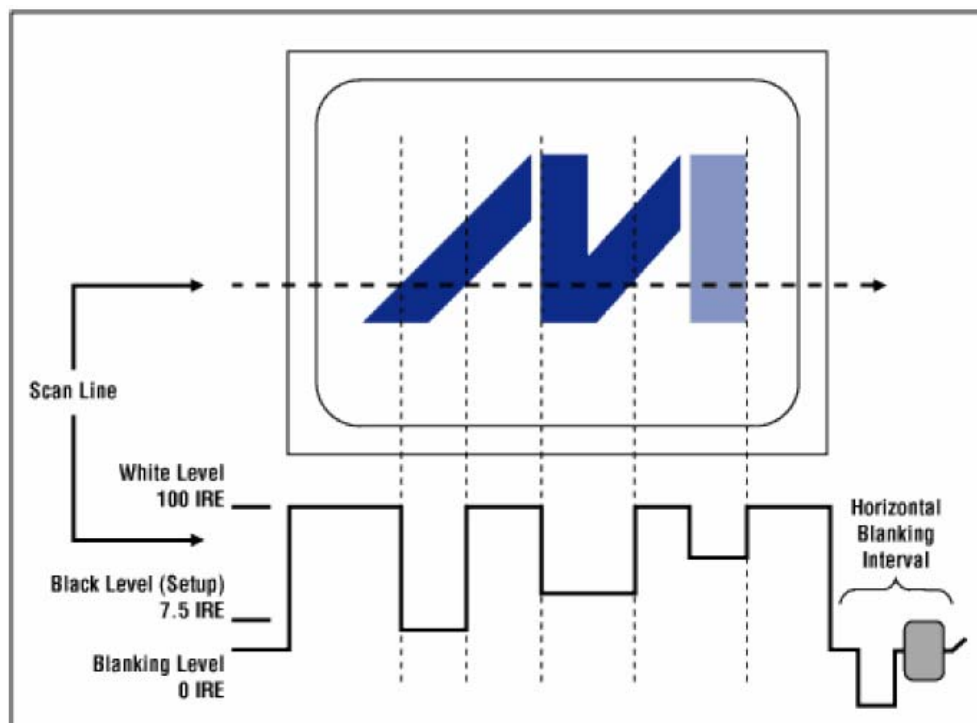 Scan Line
White Level
100 IRE
Black Level (Setup)
7.5 IRE
Blanking Level
0 IRE
Horizontal
Blanking
Interval